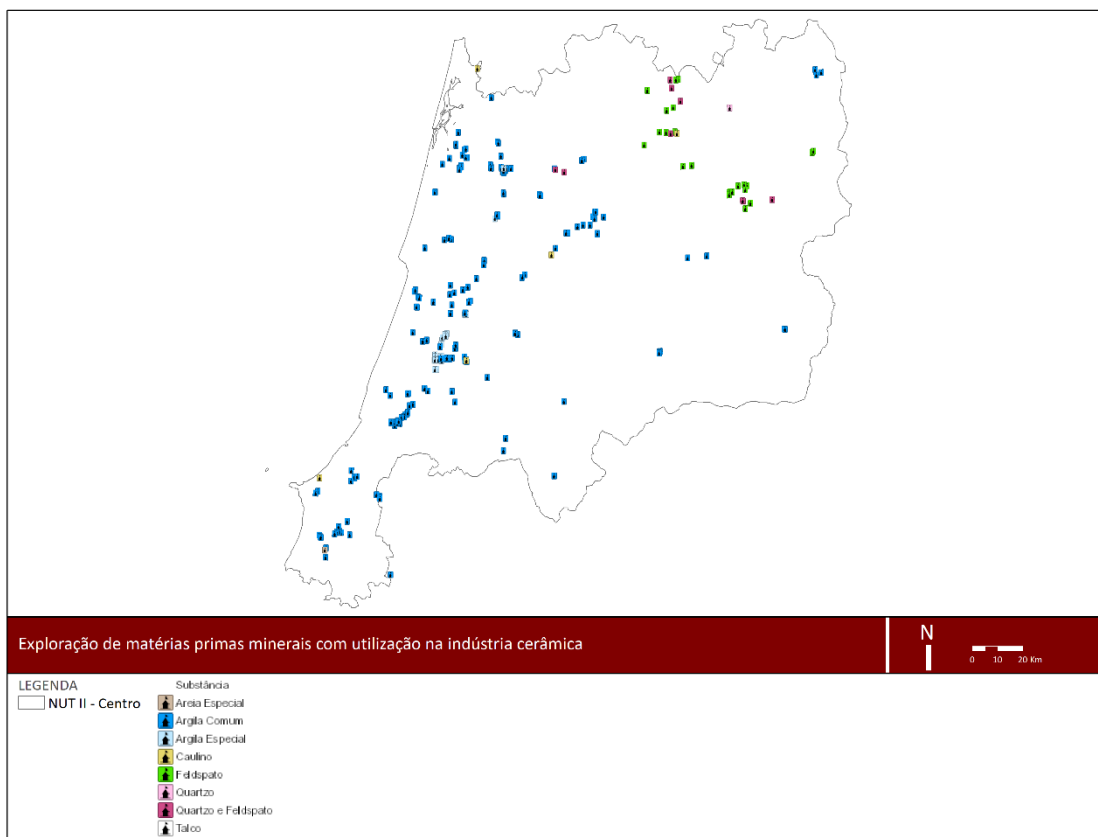 Exploração de matérias primas minerais com utilização na indústria cerâmica
N
0 10 20 Km
LEGENDA
NUT II - Centro
Substância
Areia Especial
Argila Comum
Argila Especial
Caulino
Feldspato
Quartzo
Quartzo e Feldspato
Talco